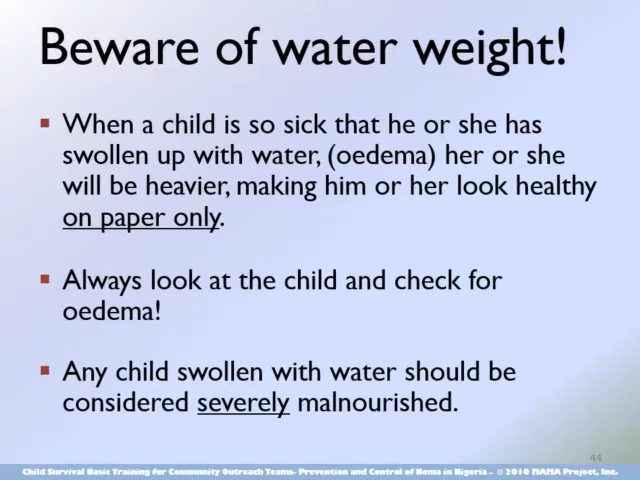 Beware of water weight!
▪ When a child is so sick that he or she has
swollen up with water, (oedema) her or she
will be heavier, making him or her look healthy
on paper only.
▪ Always look at the child and check for
oedema!
▪ Any child swollen with water should be
considered severely malnourished.
44
Child Survival Basic Training for Community Outreach Teams- Prevention and Control of Noma in Nigeria - © 2010 MAMA Project, Inc.